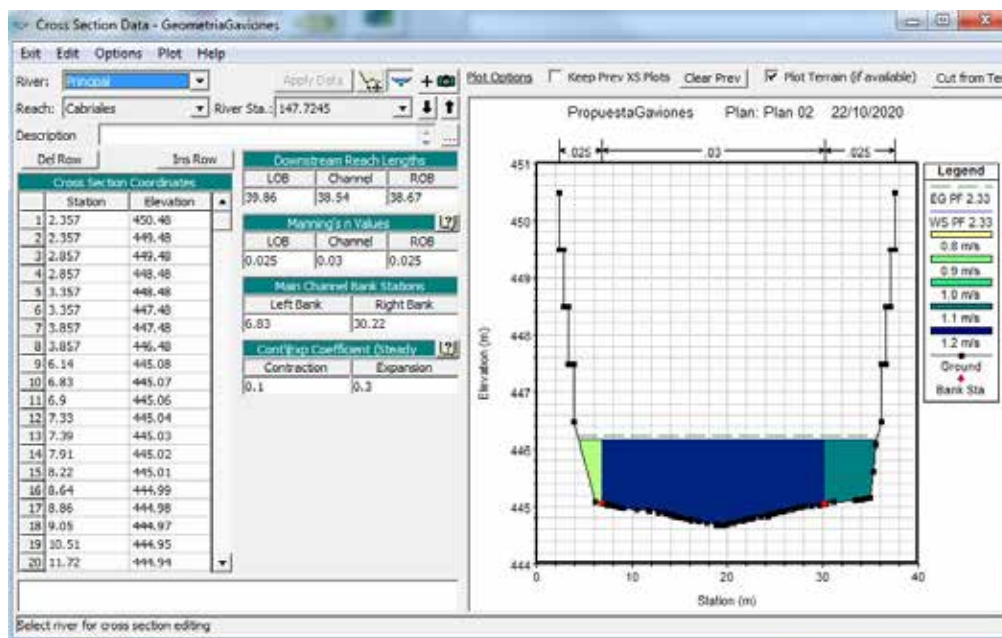 Cross Section Data - GeometriaGaviones
Exit Edit Options Plot Help
River: Principal Apply Data Plot Options Keep Prev XS Plots Clear Prev Plot Terrain (if available) Cut from Ter
Reach: Cabriales River Sta.: 147.7245
Description ...
Del Row Ins Row
Cross Section Coordinates
Station Elevation
1 2.357 450.48
2 2.357 449.48
3 2.857 449.48
4 2.857 448.48
5 3.357 448.48
6 3.357 447.48
7 3.857 447.48
8 3.857 446.48
9 6.14 445.08
10 6.83 445.07
11 6.9 445.06
12 7.33 445.04
13 7.39 445.03
14 7.91 445.02
15 8.22 445.01
16 8.64 444.99
17 8.86 444.98
18 9.05 444.97
19 10.51 444.95
20 11.72 444.94
Downstream Reach Lengths
LOB Channel ROB
39.86 38.54 38.67
Manning's n Values ?
LOB Channel ROB
0.025 0.03 0.025
Main Channel Bank Stations
Left Bank Right Bank
6.83 30.22
Cont\Exp Coefficient (Steady ?
Contraction Expansion
0.1 0.3
PropuestaGaviones Plan: Plan 02 22/10/2020
.025 .03 .025
451
450
449
448
447
446
445
444
Elevation (m)
0 10 20 30 40
Station (m)
Legend
EG PF 2.33
WS PF 2.33
0.8 m/s
0.9 m/s
1.0 m/s
1.1 m/s
1.2 m/s
Ground
Bank Sta
Select river for cross section editing